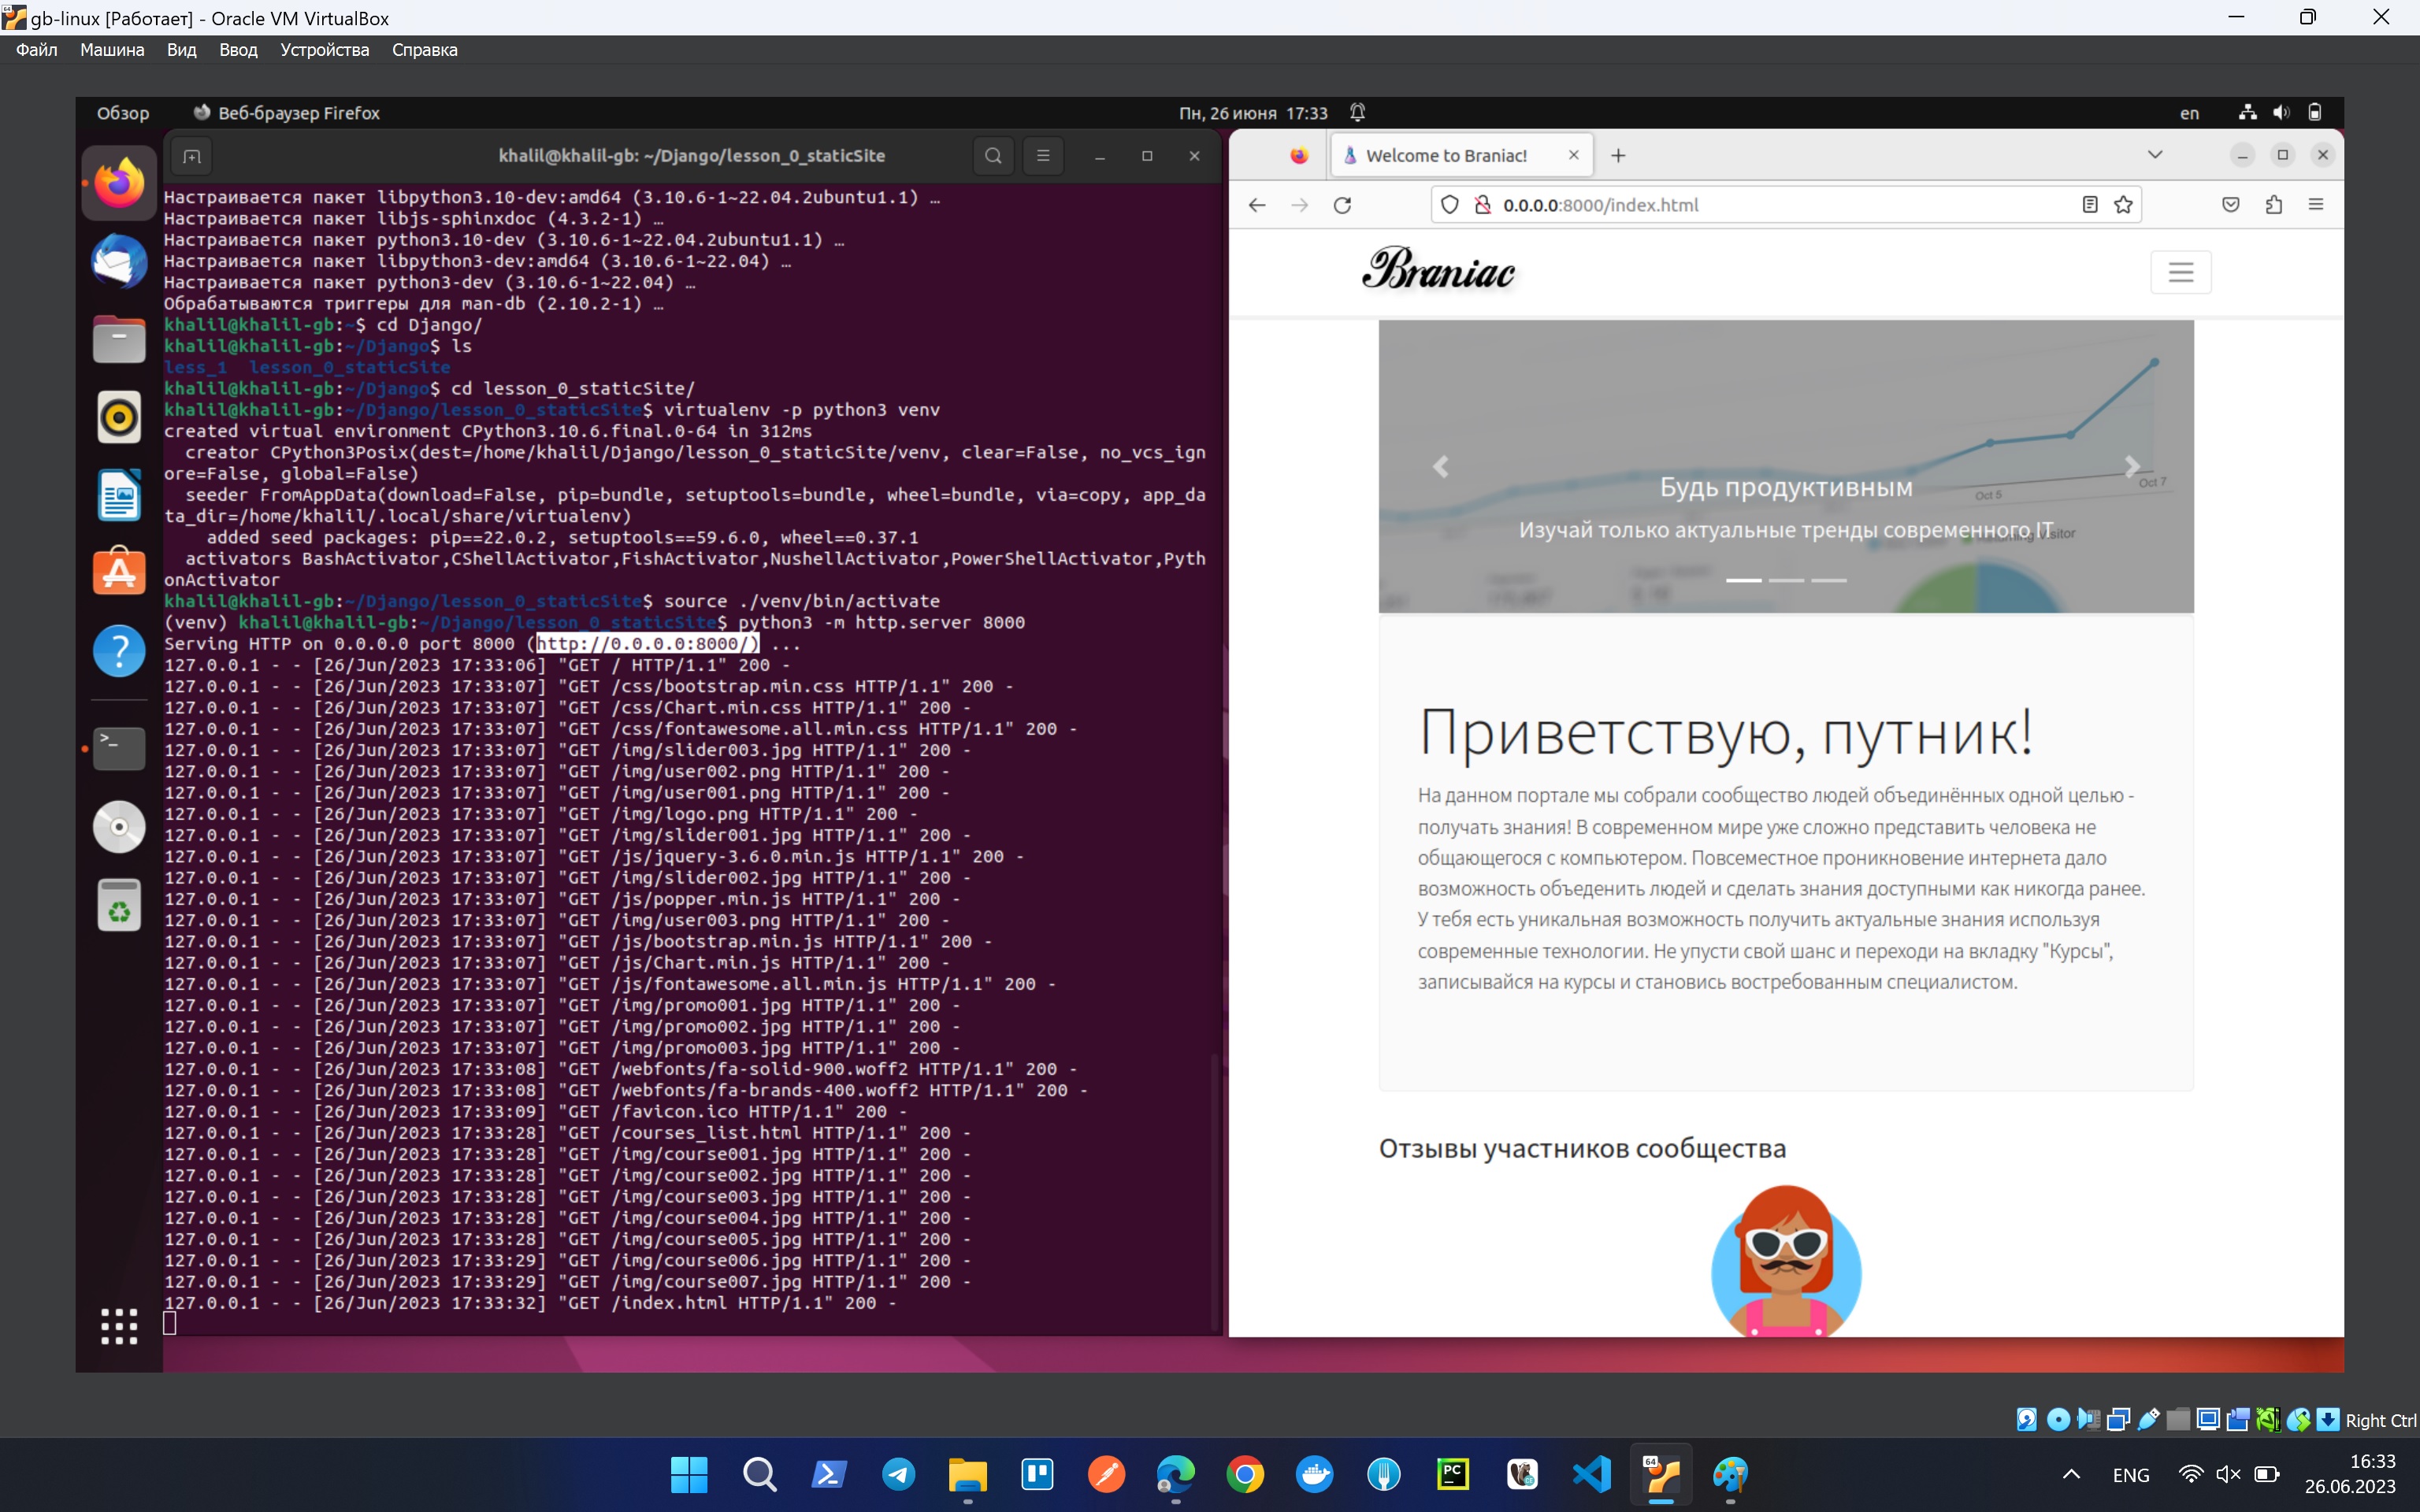 gb-linux [Работает] - Oracle VM VirtualBox
Файл Машина Вид Ввод Устройства Справка
Обзор Веб-браузер Firefox Пн, 26 июня 17:33 en
khalil@khalil-gb: ~/Django/lesson_0_staticSite
Настраивается пакет libpython3.10-dev:amd64 (3.10.6-1~22.04.2ubuntu1.1) …
Настраивается пакет libjs-sphinxdoc (4.3.2-1) …
Настраивается пакет python3.10-dev (3.10.6-1~22.04.2ubuntu1.1) …
Настраивается пакет libpython3-dev:amd64 (3.10.6-1~22.04) …
Настраивается пакет python3-dev (3.10.6-1~22.04) …
Обрабатываются триггеры для man-db (2.10.2-1) …
khalil@khalil-gb:~$ cd Django/
khalil@khalil-gb:~/Django$ ls
less_1 lesson_0_staticSite
khalil@khalil-gb:~/Django$ cd lesson_0_staticSite/
khalil@khalil-gb:~/Django/lesson_0_staticSite$ virtualenv -p python3 venv
created virtual environment CPython3.10.6.final.0-64 in 312ms
creator CPython3Posix(dest=/home/khalil/Django/lesson_0_staticSite/venv, clear=False, no_vcs_ign
ore=False, global=False)
seeder FromAppData(download=False, pip=bundle, setuptools=bundle, wheel=bundle, via=copy, app_da
ta_dir=/home/khalil/.local/share/virtualenv)
added seed packages: pip==22.0.2, setuptools==59.6.0, wheel==0.37.1
activators BashActivator,CShellActivator,FishActivator,NushellActivator,PowerShellActivator,Pyth
onActivator
khalil@khalil-gb:~/Django/lesson_0_staticSite$ source ./venv/bin/activate
(venv) khalil@khalil-gb:~/Django/lesson_0_staticSite$ python3 -m http.server 8000
Serving HTTP on 0.0.0.0 port 8000 (http://0.0.0.0:8000/) ...
127.0.0.1 - - [26/Jun/2023 17:33:06] "GET / HTTP/1.1" 200 -
127.0.0.1 - - [26/Jun/2023 17:33:07] "GET /css/bootstrap.min.css HTTP/1.1" 200 -
127.0.0.1 - - [26/Jun/2023 17:33:07] "GET /css/Chart.min.css HTTP/1.1" 200 -
127.0.0.1 - - [26/Jun/2023 17:33:07] "GET /css/fontawesome.all.min.css HTTP/1.1" 200 -
127.0.0.1 - - [26/Jun/2023 17:33:07] "GET /img/slider003.jpg HTTP/1.1" 200 -
127.0.0.1 - - [26/Jun/2023 17:33:07] "GET /img/user002.png HTTP/1.1" 200 -
127.0.0.1 - - [26/Jun/2023 17:33:07] "GET /img/user001.png HTTP/1.1" 200 -
127.0.0.1 - - [26/Jun/2023 17:33:07] "GET /img/logo.png HTTP/1.1" 200 -
127.0.0.1 - - [26/Jun/2023 17:33:07] "GET /img/slider001.jpg HTTP/1.1" 200 -
127.0.0.1 - - [26/Jun/2023 17:33:07] "GET /js/jquery-3.6.0.min.js HTTP/1.1" 200 -
127.0.0.1 - - [26/Jun/2023 17:33:07] "GET /img/slider002.jpg HTTP/1.1" 200 -
127.0.0.1 - - [26/Jun/2023 17:33:07] "GET /js/popper.min.js HTTP/1.1" 200 -
127.0.0.1 - - [26/Jun/2023 17:33:07] "GET /img/user003.png HTTP/1.1" 200 -
127.0.0.1 - - [26/Jun/2023 17:33:07] "GET /js/bootstrap.min.js HTTP/1.1" 200 -
127.0.0.1 - - [26/Jun/2023 17:33:07] "GET /js/Chart.min.js HTTP/1.1" 200 -
127.0.0.1 - - [26/Jun/2023 17:33:07] "GET /js/fontawesome.all.min.js HTTP/1.1" 200 -
127.0.0.1 - - [26/Jun/2023 17:33:07] "GET /img/promo001.jpg HTTP/1.1" 200 -
127.0.0.1 - - [26/Jun/2023 17:33:07] "GET /img/promo002.jpg HTTP/1.1" 200 -
127.0.0.1 - - [26/Jun/2023 17:33:07] "GET /img/promo003.jpg HTTP/1.1" 200 -
127.0.0.1 - - [26/Jun/2023 17:33:08] "GET /webfonts/fa-solid-900.woff2 HTTP/1.1" 200 -
127.0.0.1 - - [26/Jun/2023 17:33:08] "GET /webfonts/fa-brands-400.woff2 HTTP/1.1" 200 -
127.0.0.1 - - [26/Jun/2023 17:33:09] "GET /favicon.ico HTTP/1.1" 200 -
127.0.0.1 - - [26/Jun/2023 17:33:28] "GET /courses_list.html HTTP/1.1" 200 -
127.0.0.1 - - [26/Jun/2023 17:33:28] "GET /img/course001.jpg HTTP/1.1" 200 -
127.0.0.1 - - [26/Jun/2023 17:33:28] "GET /img/course002.jpg HTTP/1.1" 200 -
127.0.0.1 - - [26/Jun/2023 17:33:28] "GET /img/course003.jpg HTTP/1.1" 200 -
127.0.0.1 - - [26/Jun/2023 17:33:28] "GET /img/course004.jpg HTTP/1.1" 200 -
127.0.0.1 - - [26/Jun/2023 17:33:28] "GET /img/course005.jpg HTTP/1.1" 200 -
127.0.0.1 - - [26/Jun/2023 17:33:29] "GET /img/course006.jpg HTTP/1.1" 200 -
127.0.0.1 - - [26/Jun/2023 17:33:29] "GET /img/course007.jpg HTTP/1.1" 200 -
127.0.0.1 - - [26/Jun/2023 17:33:32] "GET /index.html HTTP/1.1" 200 -
Welcome to Braniac!
0.0.0.0:8000/index.html
Braniac
Oct 5 Oct 7
Будь продуктивным
Изучай только актуальные тренды современного IT
Приветствую, путник!
На данном портале мы собрали сообщество людей объединённых одной целью -
получать знания! В современном мире уже сложно представить человека не
общающегося с компьютером. Повсеместное проникновение интернета дало
возможность объеденить людей и сделать знания доступными как никогда ранее.
У тебя есть уникальная возможность получить актуальные знания используя
современные технологии. Не упусти свой шанс и переходи на вкладку "Курсы",
записывайся на курсы и становись востребованным специалистом.
Отзывы участников сообщества
Right Ctrl
PC
64
ENG
16:33
26.06.2023